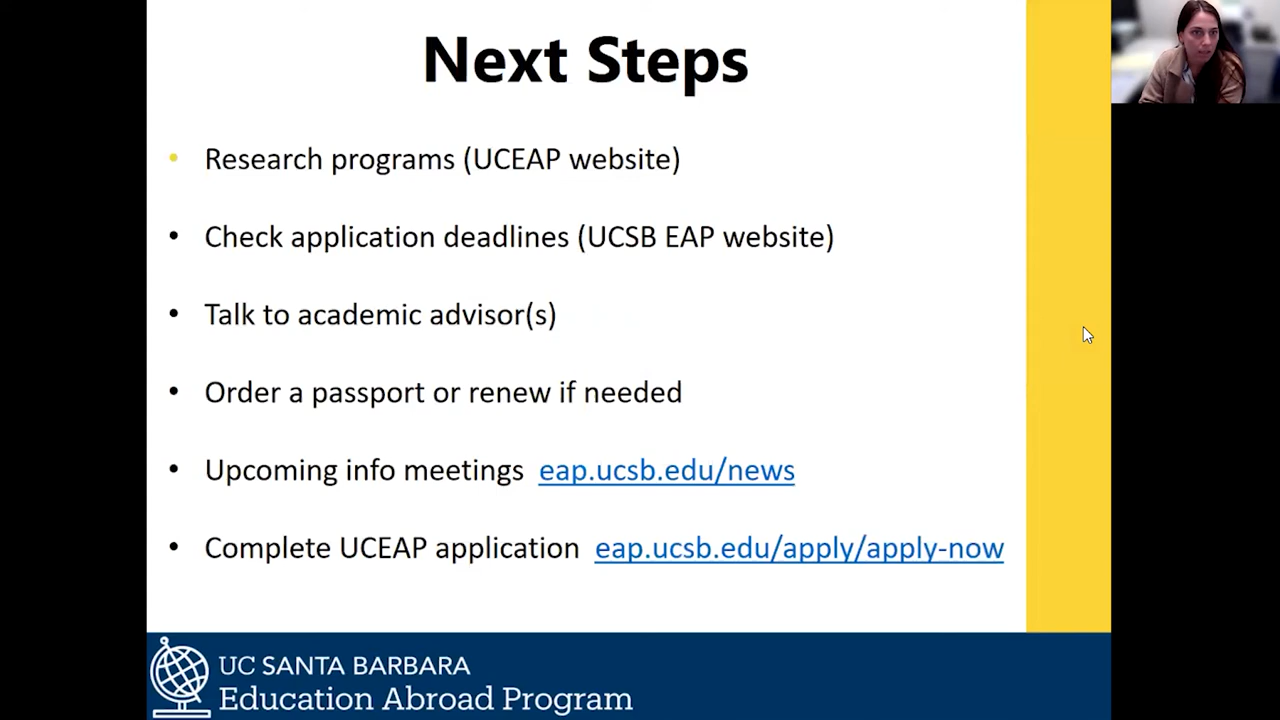 Next Steps
• Research programs (UCEAP website)
• Check application deadlines (UCSB EAP website)
• Talk to academic advisor(s)
• Order a passport or renew if needed
• Upcoming info meetings eap.ucsb.edu/news
• Complete UCEAP application eap.ucsb.edu/apply/apply-now
UC SANTA BARBARA
Education Abroad Program